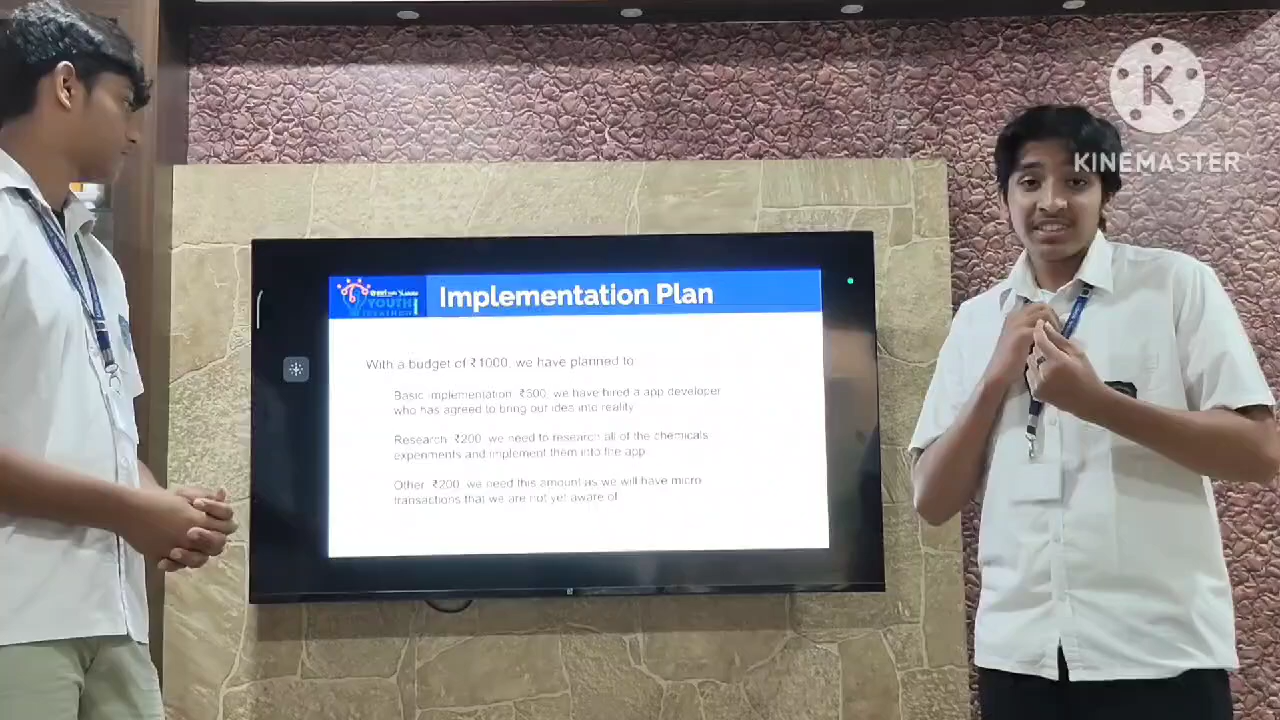 K
KINEMASTER
YOUTH
Implementation Plan
With a budget of ₹1000, we have planned to
Basic implementation ₹600, we have hired a app developer
who has agreed to bring our idea into reality
Research ₹200, we need to research all of the chemicals
experiments and implement them into the app
Other ₹200, we need this amount as we will have micro
transactions that we are not yet aware of